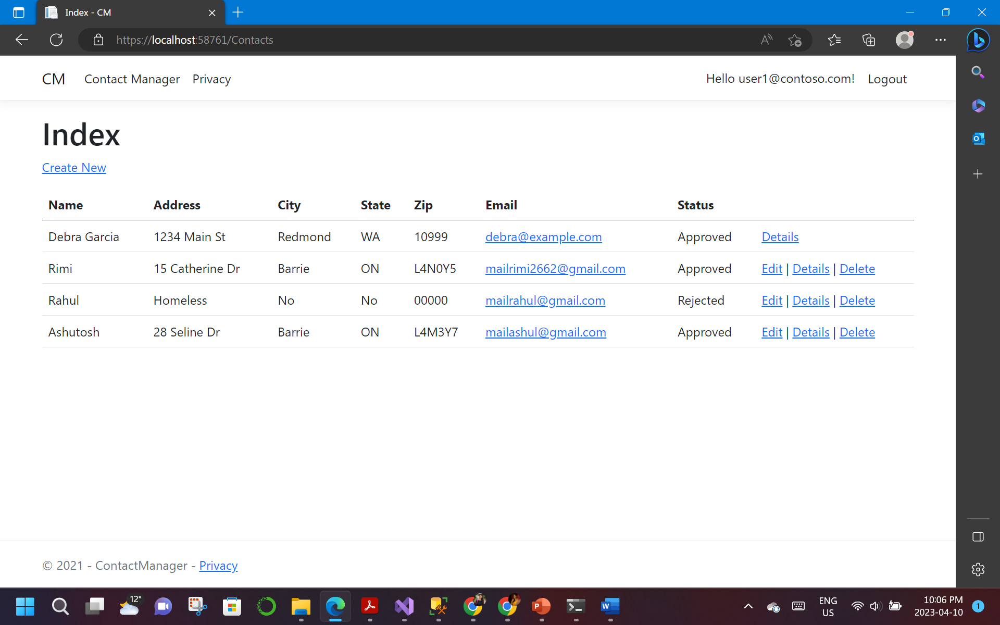 Index - CM
https://localhost:58761/Contacts
CM Contact Manager Privacy Hello user1@contoso.com! Logout
Index
Create New
Name Address City State Zip Email Status
Debra Garcia 1234 Main St Redmond WA 10999 debra@example.com Approved Details
Rimi 15 Catherine Dr Barrie ON L4N0Y5 mailrimi2662@gmail.com Approved Edit | Details | Delete
Rahul Homeless No No 00000 mailrahul@gmail.com Rejected Edit | Details | Delete
Ashutosh 28 Seline Dr Barrie ON L4M3Y7 mailashul@gmail.com Approved Edit | Details | Delete
© 2021 - ContactManager - Privacy
12°
ENG
US
10:06 PM
2023-04-10
1